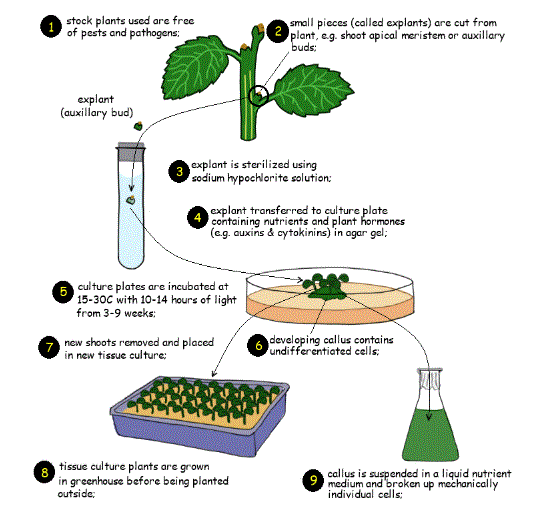 1 stock plants used are free
of pests and pathogens;
2 small pieces (called explants) are cut from
plant, e.g. shoot apical meristem or auxillary
buds;
explant
(auxillary bud)
3 explant is sterilized using
sodium hypochlorite solution;
4 explant transferred to culture plate
containing nutrients and plant hormones
(e.g. auxins & cytokinins) in agar gel;
5 culture plates are incubated at
15-30C with 10-14 hours of light
from 3-9 weeks;
6 developing callus contains
undifferentiated cells;
7 new shoots removed and placed
in new tissue culture;
8 tissue culture plants are grown
in greenhouse before being planted
outside;
9 callus is suspended in a liquid nutrient
medium and broken up mechanically
individual cells;